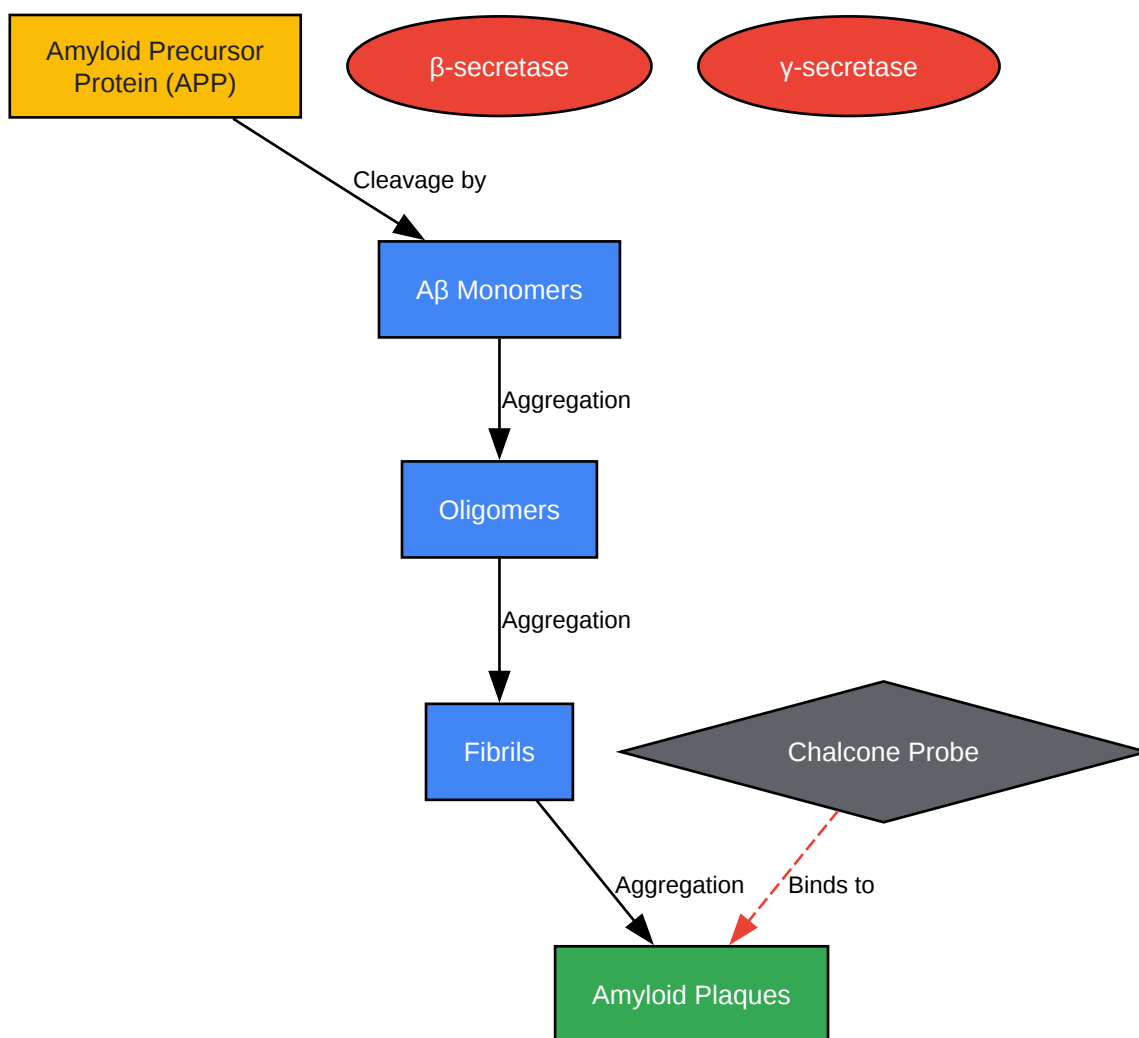 Amyloid Precursor
Protein (APP)
β-secretase
γ-secretase
Cleavage by
Aβ Monomers
Aggregation
Oligomers
Aggregation
Fibrils
Chalcone Probe
Aggregation
Binds to
Amyloid Plaques